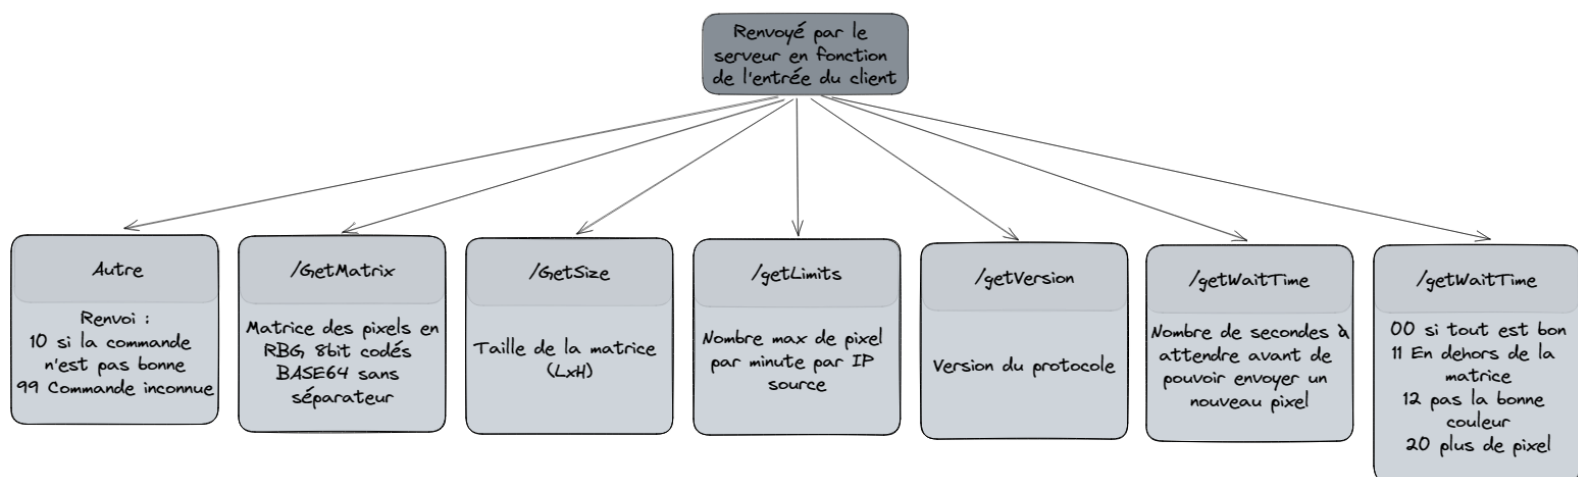 Renvoyé par le
serveur en fonction
de l'entrée du client
Autre
Renvoi :
10 si la commande
n'est pas bonne
99 Commande inconnue
/GetMatrix
Matrice des pixels en
RBG, 8bit codés
BASE64 sans
séparateur
/GetSize
Taille de la matrice
(LxH)
/getLimits
Nombre max de pixel
par minute par IP
source
/getVersion
Version du protocole
/getWaitTime
Nombre de secondes à
attendre avant de
pouvoir envoyer un
nouveau pixel
/getWaitTime
00 si tout est bon
11 En dehors de la
matrice
12 pas la bonne
couleur
20 plus de pixel